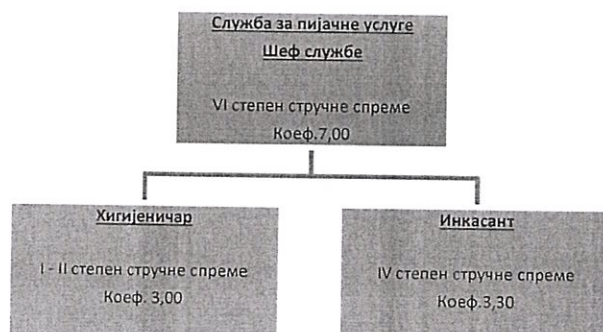 Служба за пијачне услуге
Шеф службе
VI степен стручне спреме
Коеф.7,00
Хигијеничар
I - II степен стручне спреме
Коеф. 3,00
Инкасант
IV степен стручне спреме
Коеф.3,30